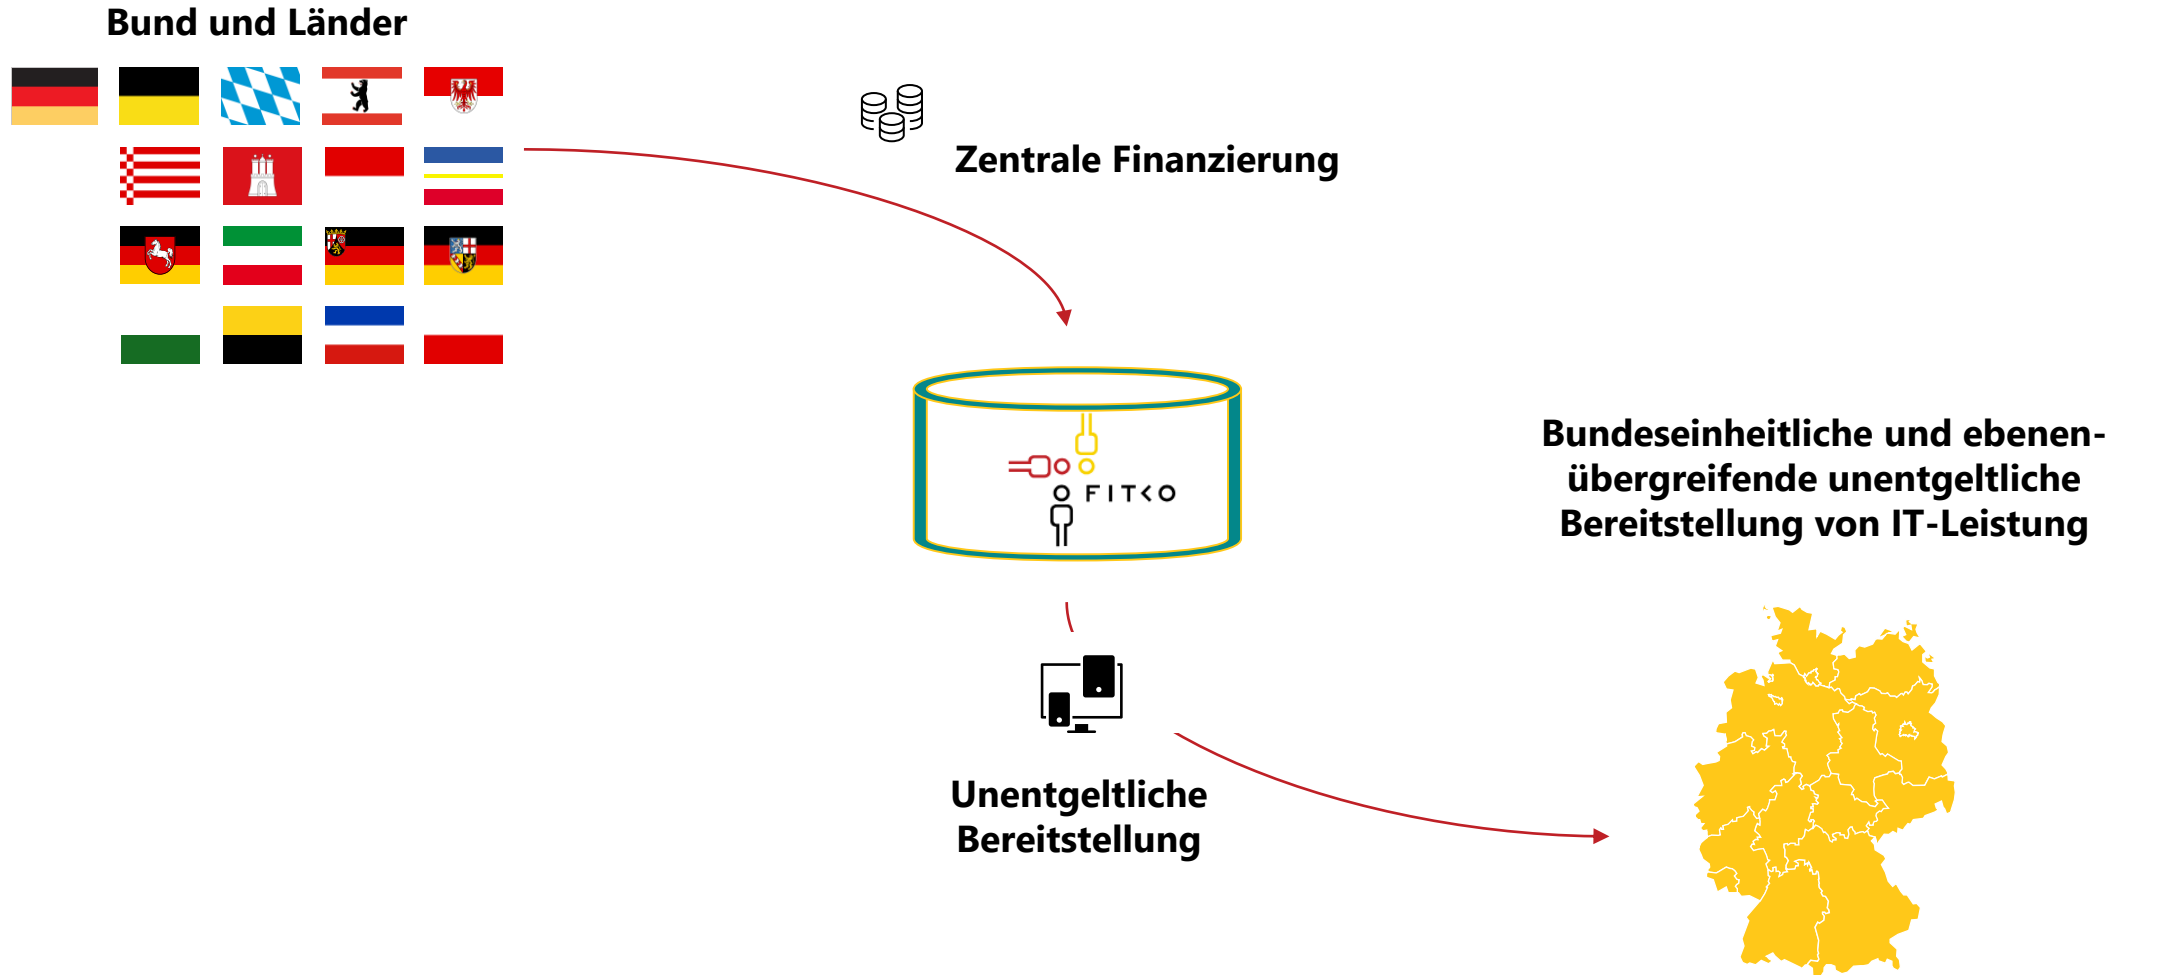 Bund und Länder
Zentrale Finanzierung
FITKO
Bundeseinheitliche und ebenen-
übergreifende unentgeltliche
Bereitstellung von IT-Leistung
Unentgeltliche
Bereitstellung